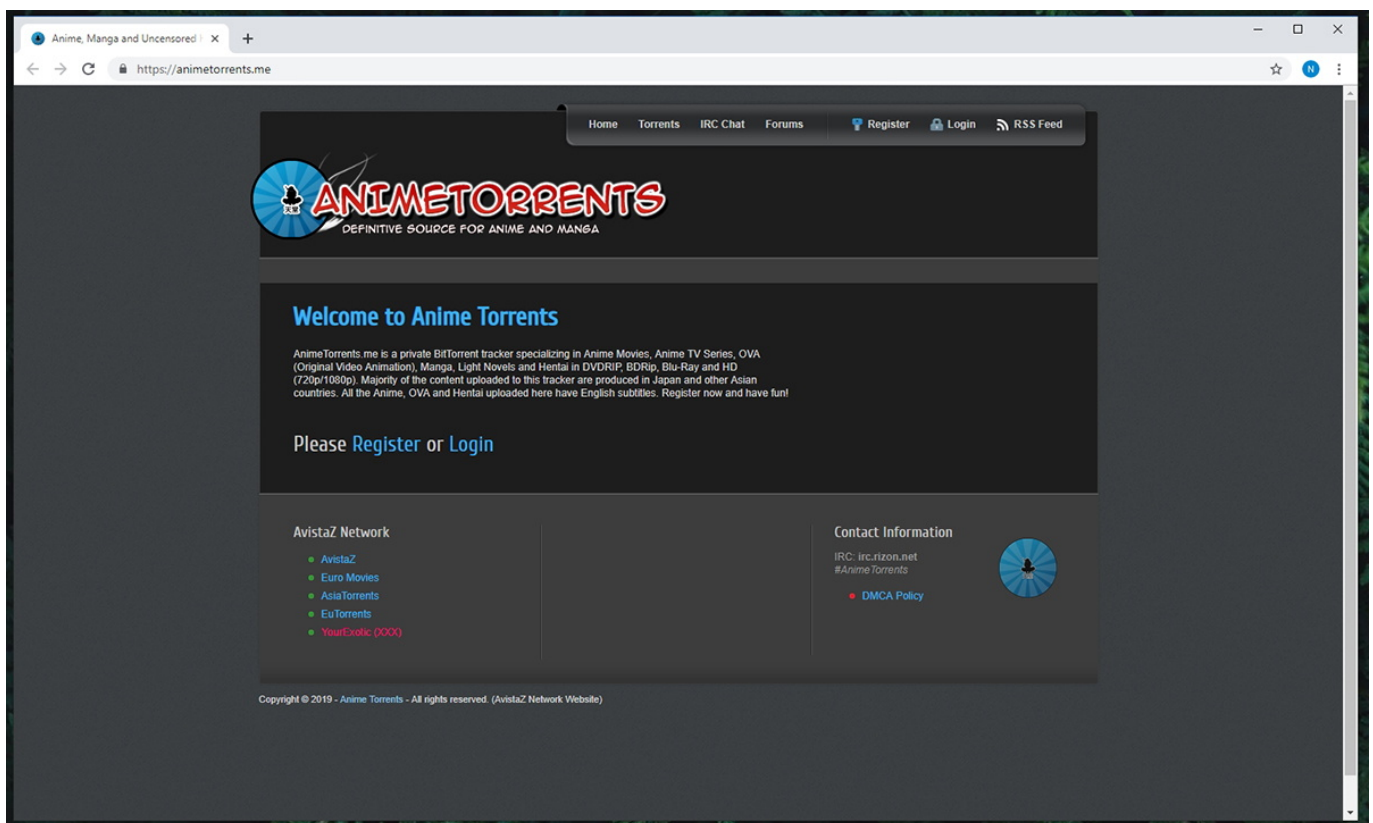 Anime, Manga and Uncensored
https://animetorrents.me
N
Home Torrents IRC Chat Forums Register Login RSS Feed
ANIMETORRENTS
DEFINITIVE SOURCE FOR ANIME AND MANGA
Welcome to Anime Torrents
AnimeTorrents.me is a private BitTorrent tracker specializing in Anime Movies, Anime TV Series, OVA
(Original Video Animation), Manga, Light Novels and Hentai in DVDRIP, BDRip, Blu-Ray and HD
(720p/1080p). Majority of the content uploaded to this tracker are produced in Japan and other Asian
countries. All the Anime, OVA and Hentai uploaded here have English subtitles. Register now and have fun!
Please Register or Login
AvistaZ Network
AvistaZ
Euro Movies
AsiaTorrents
EuTorrents
YourExotic (XXX)
Contact Information
IRC: irc.rizon.net
#AnimeTorrents
DMCA Policy
Copyright © 2019 - Anime Torrents - All rights reserved. (AvistaZ Network Website)